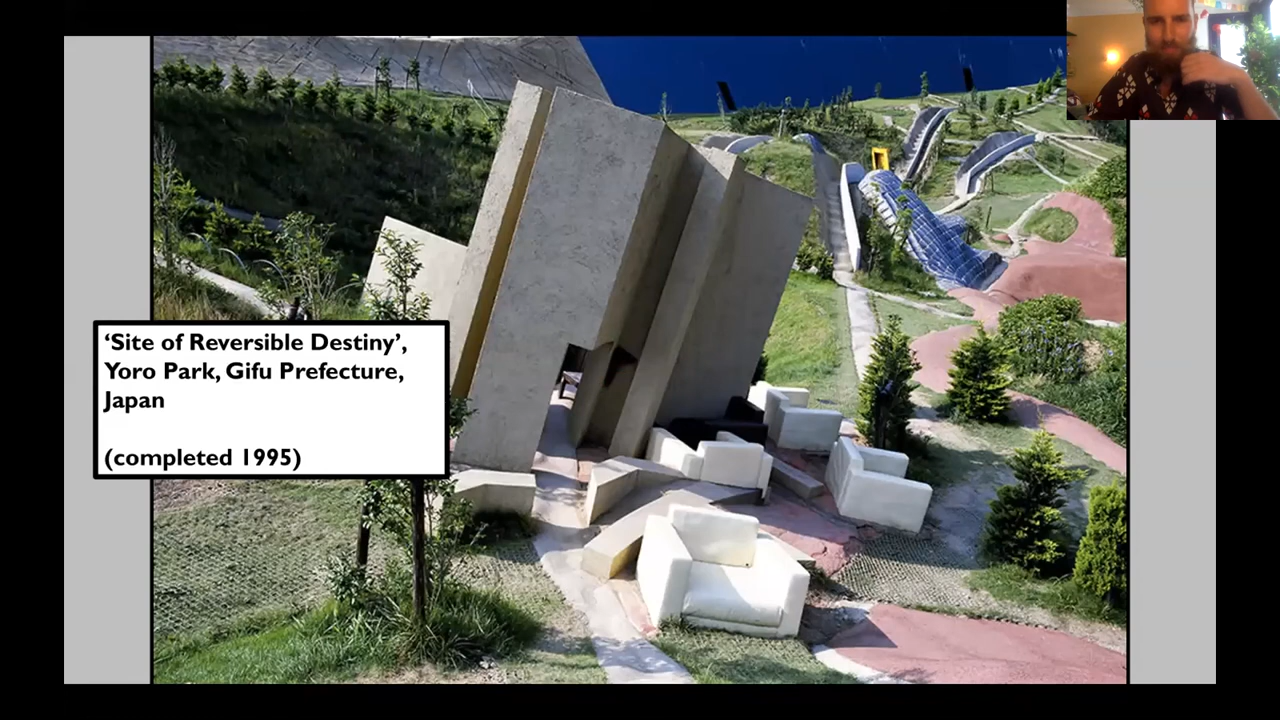 ‘Site of Reversible Destiny’,
Yoro Park, Gifu Prefecture,
Japan
(completed 1995)